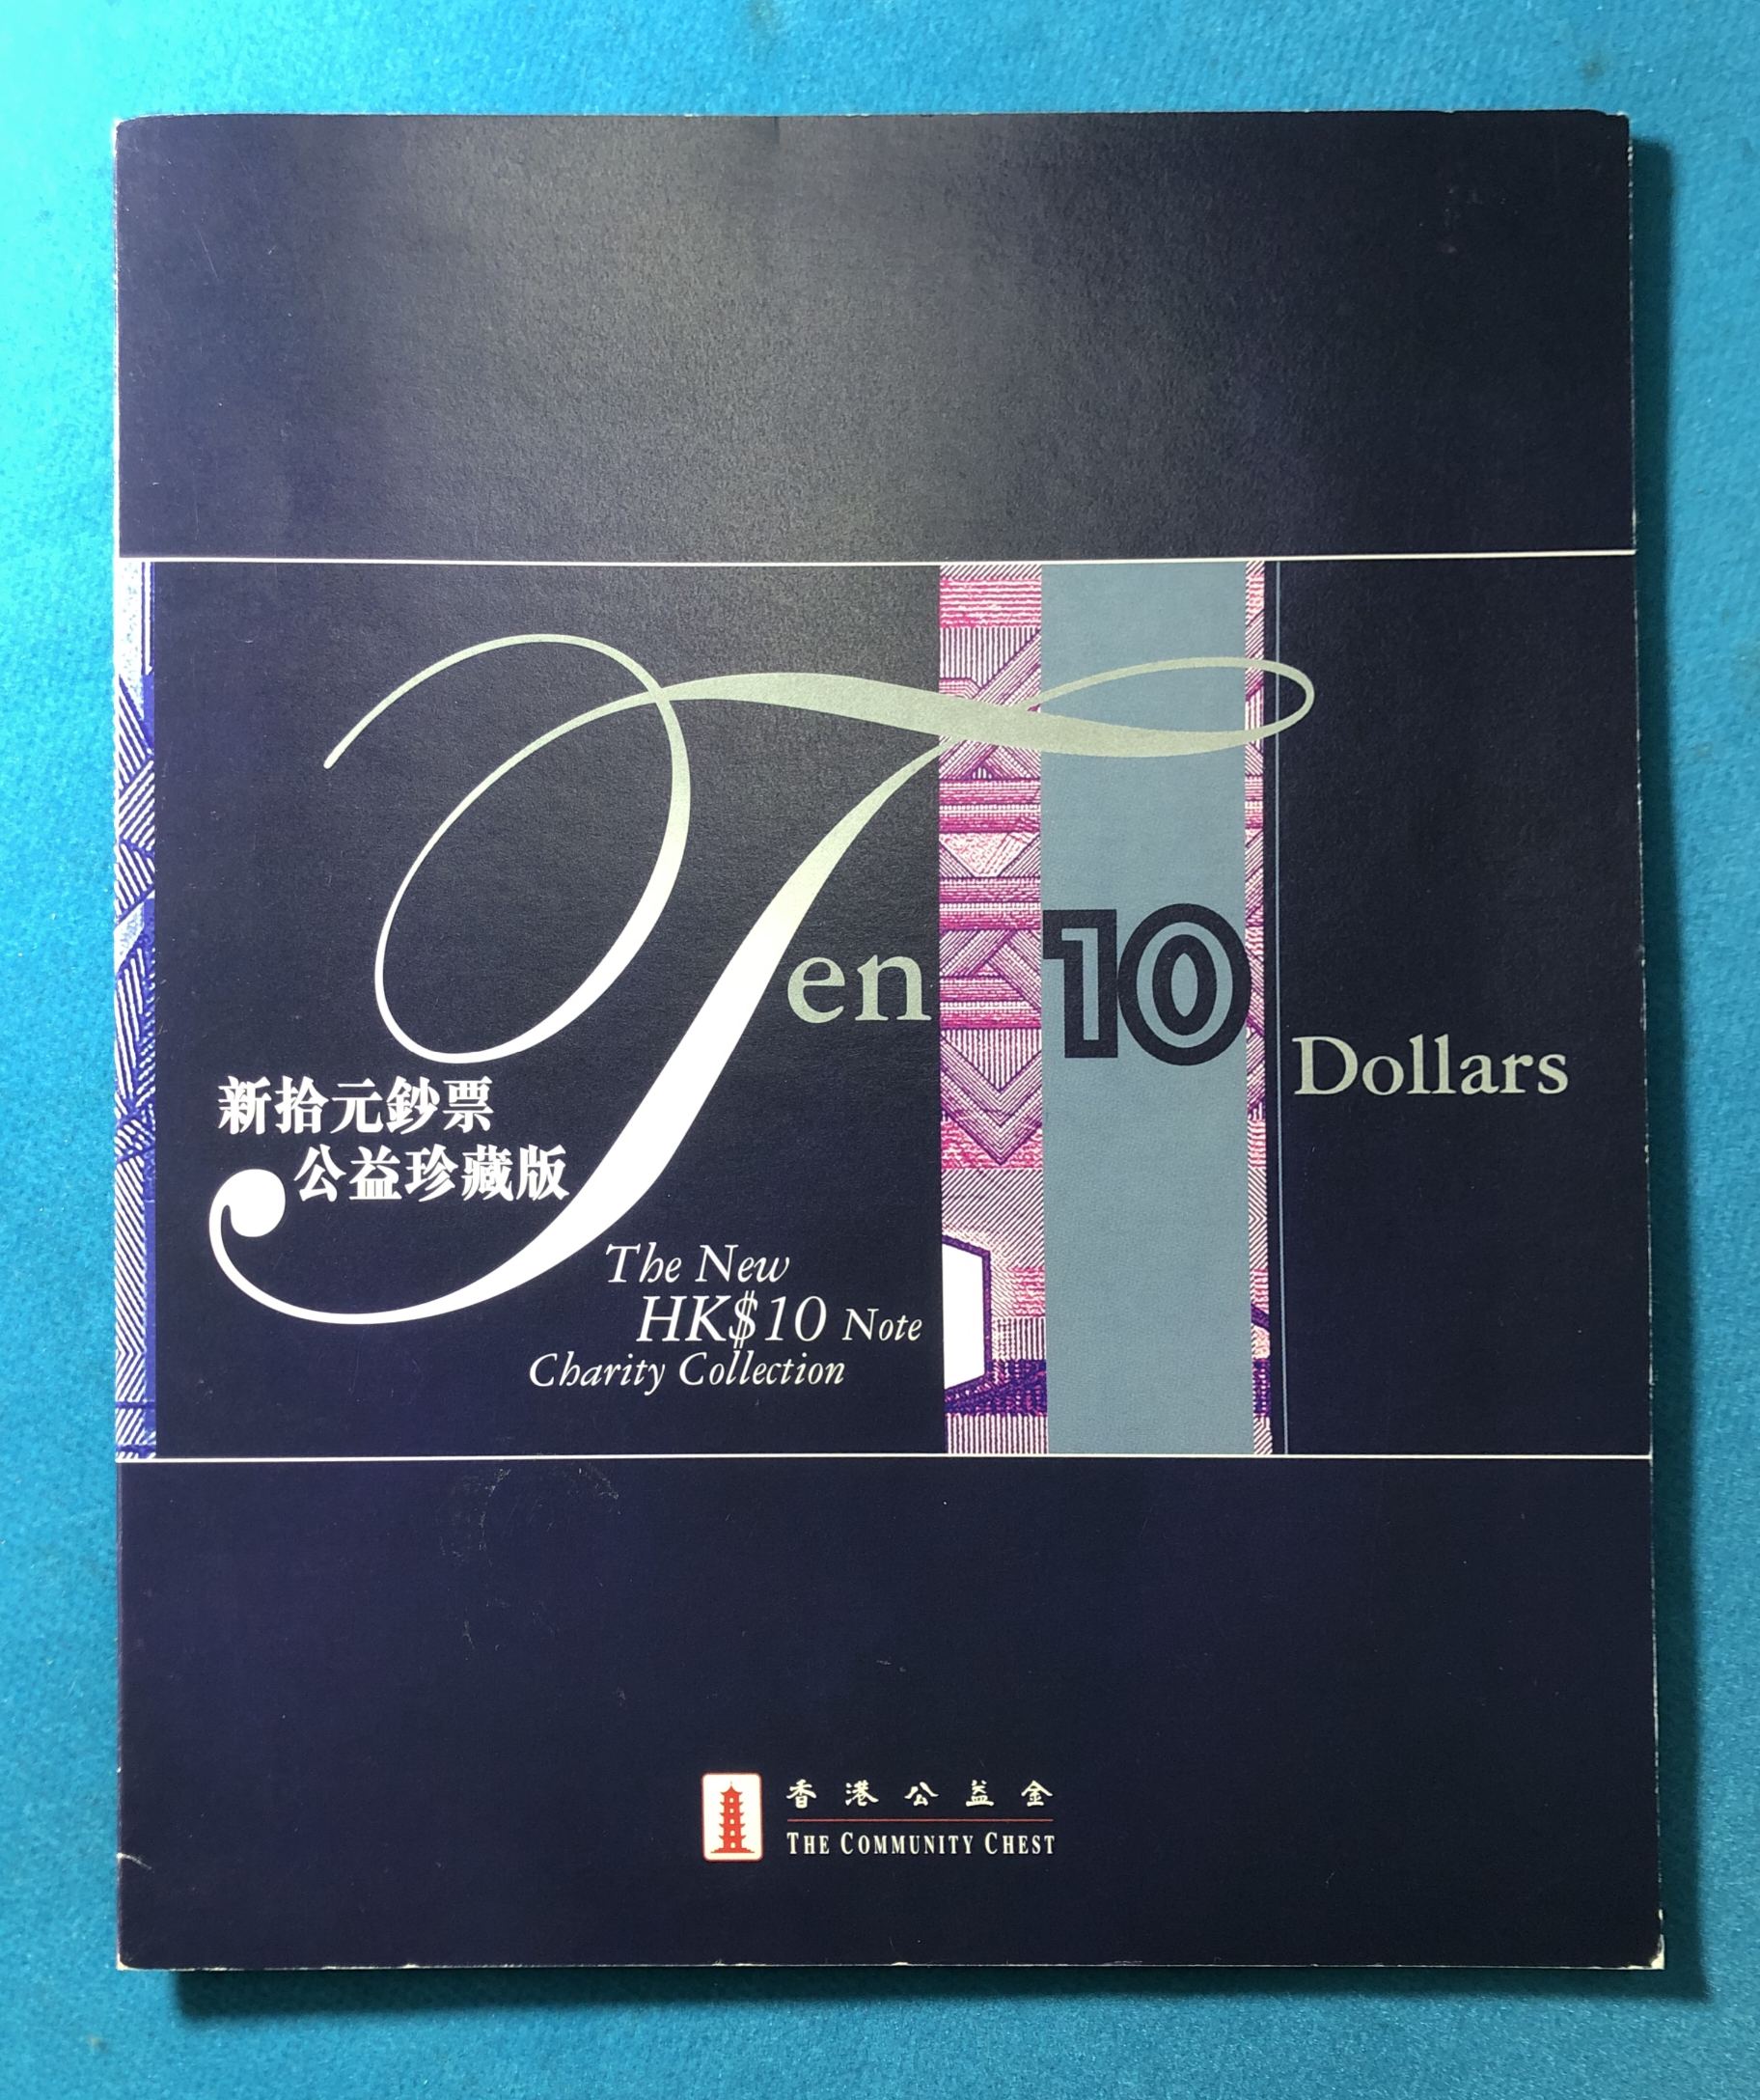 Ten
10
Dollars
新拾元鈔票
公益珍藏版
The New
HK$10 Note
Charity Collection
香港公益金
THE COMMUNITY CHEST